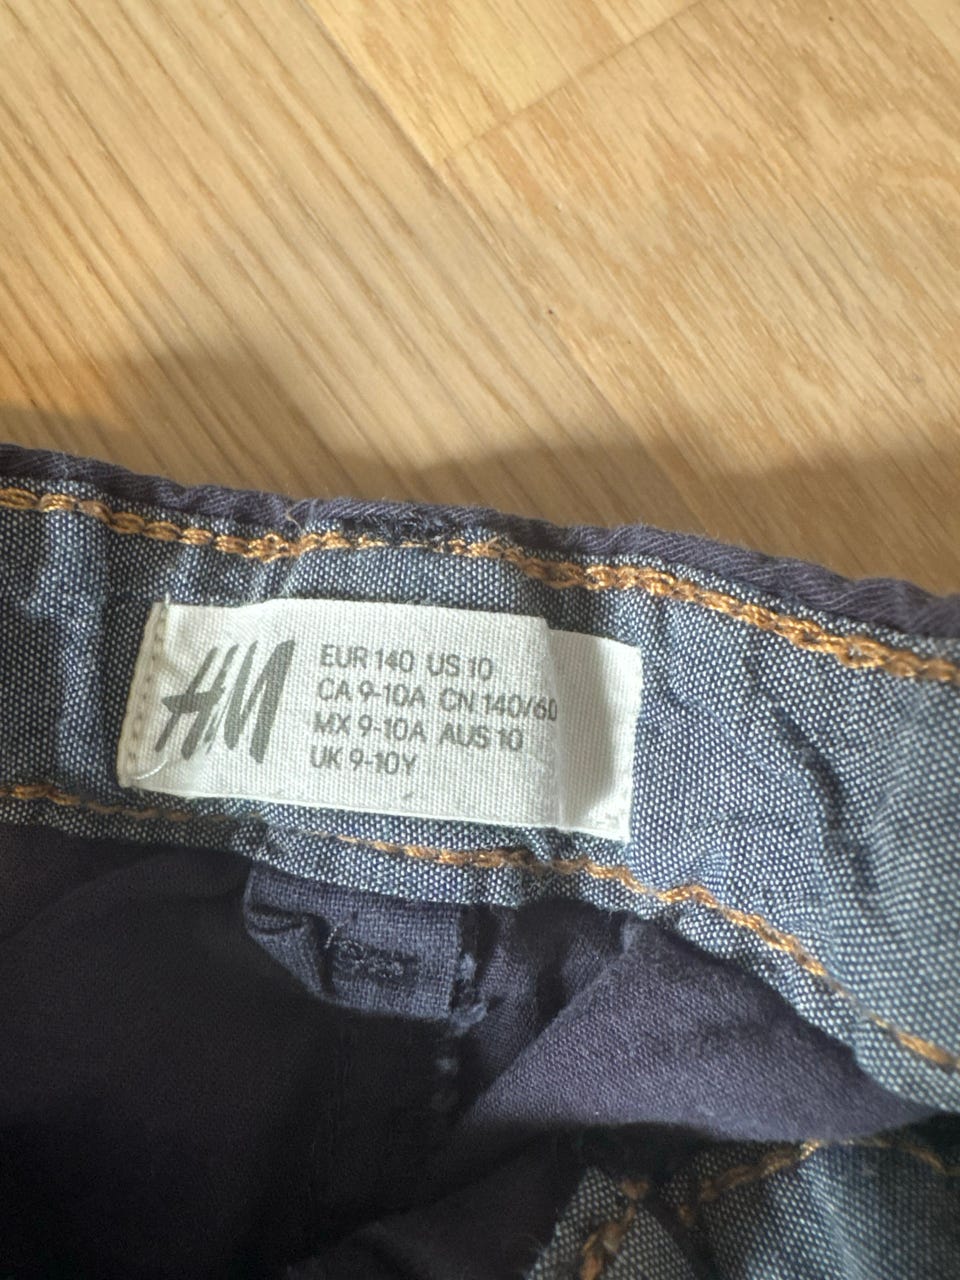 H&M
EUR 140 US 10
CA 9-10A CN 140/60
MX 9-10A AUS 10
UK 9-10Y